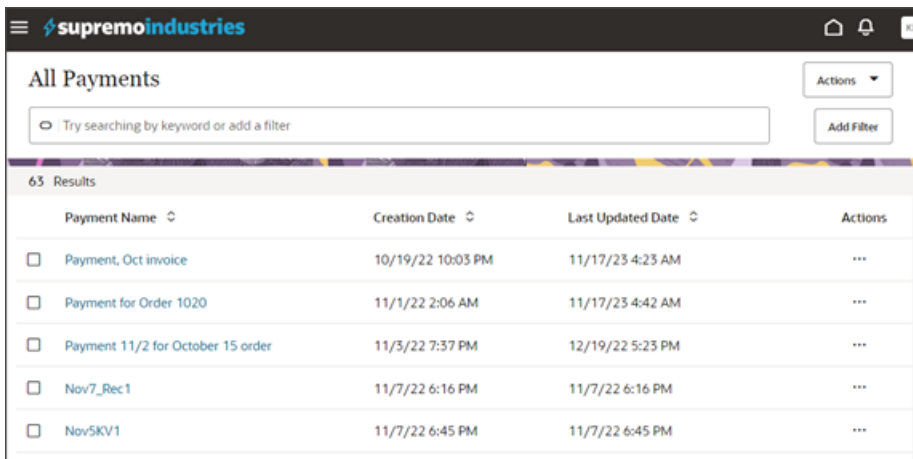 supremoindustries
All Payments
Actions
Try searching by keyword or add a filter
Add Filter
63 Results
Payment Name Creation Date Last Updated Date Actions
Payment, Oct invoice 10/19/22 10:03 PM 11/17/23 4:23 AM ...
Payment for Order 1020 11/1/22 2:06 AM 11/17/23 4:42 AM ...
Payment 11/2 for October 15 order 11/3/22 7:37 PM 12/19/22 5:23 PM ...
Nov7_Rec1 11/7/22 6:16 PM 11/7/22 6:16 PM ...
Nov5KV1 11/7/22 6:45 PM 11/7/22 6:45 PM ...